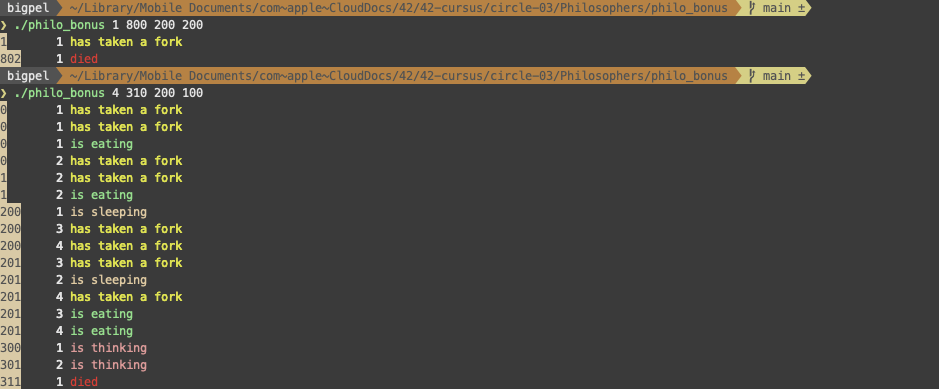 bigpel ~/Library/Mobile Documents/com~apple~CloudDocs/42/42-cursus/circle-03/Philosophers/philo_bonus main ±
❯ ./philo_bonus 1 800 200 200
1 1 has taken a fork
802 1 died
bigpel ~/Library/Mobile Documents/com~apple~CloudDocs/42/42-cursus/circle-03/Philosophers/philo_bonus main ±
❯ ./philo_bonus 4 310 200 100
0 1 has taken a fork
0 1 has taken a fork
0 1 is eating
0 2 has taken a fork
1 2 has taken a fork
1 2 is eating
200 1 is sleeping
200 3 has taken a fork
200 4 has taken a fork
201 3 has taken a fork
201 2 is sleeping
201 4 has taken a fork
201 3 is eating
201 4 is eating
300 1 is thinking
301 2 is thinking
311 1 died